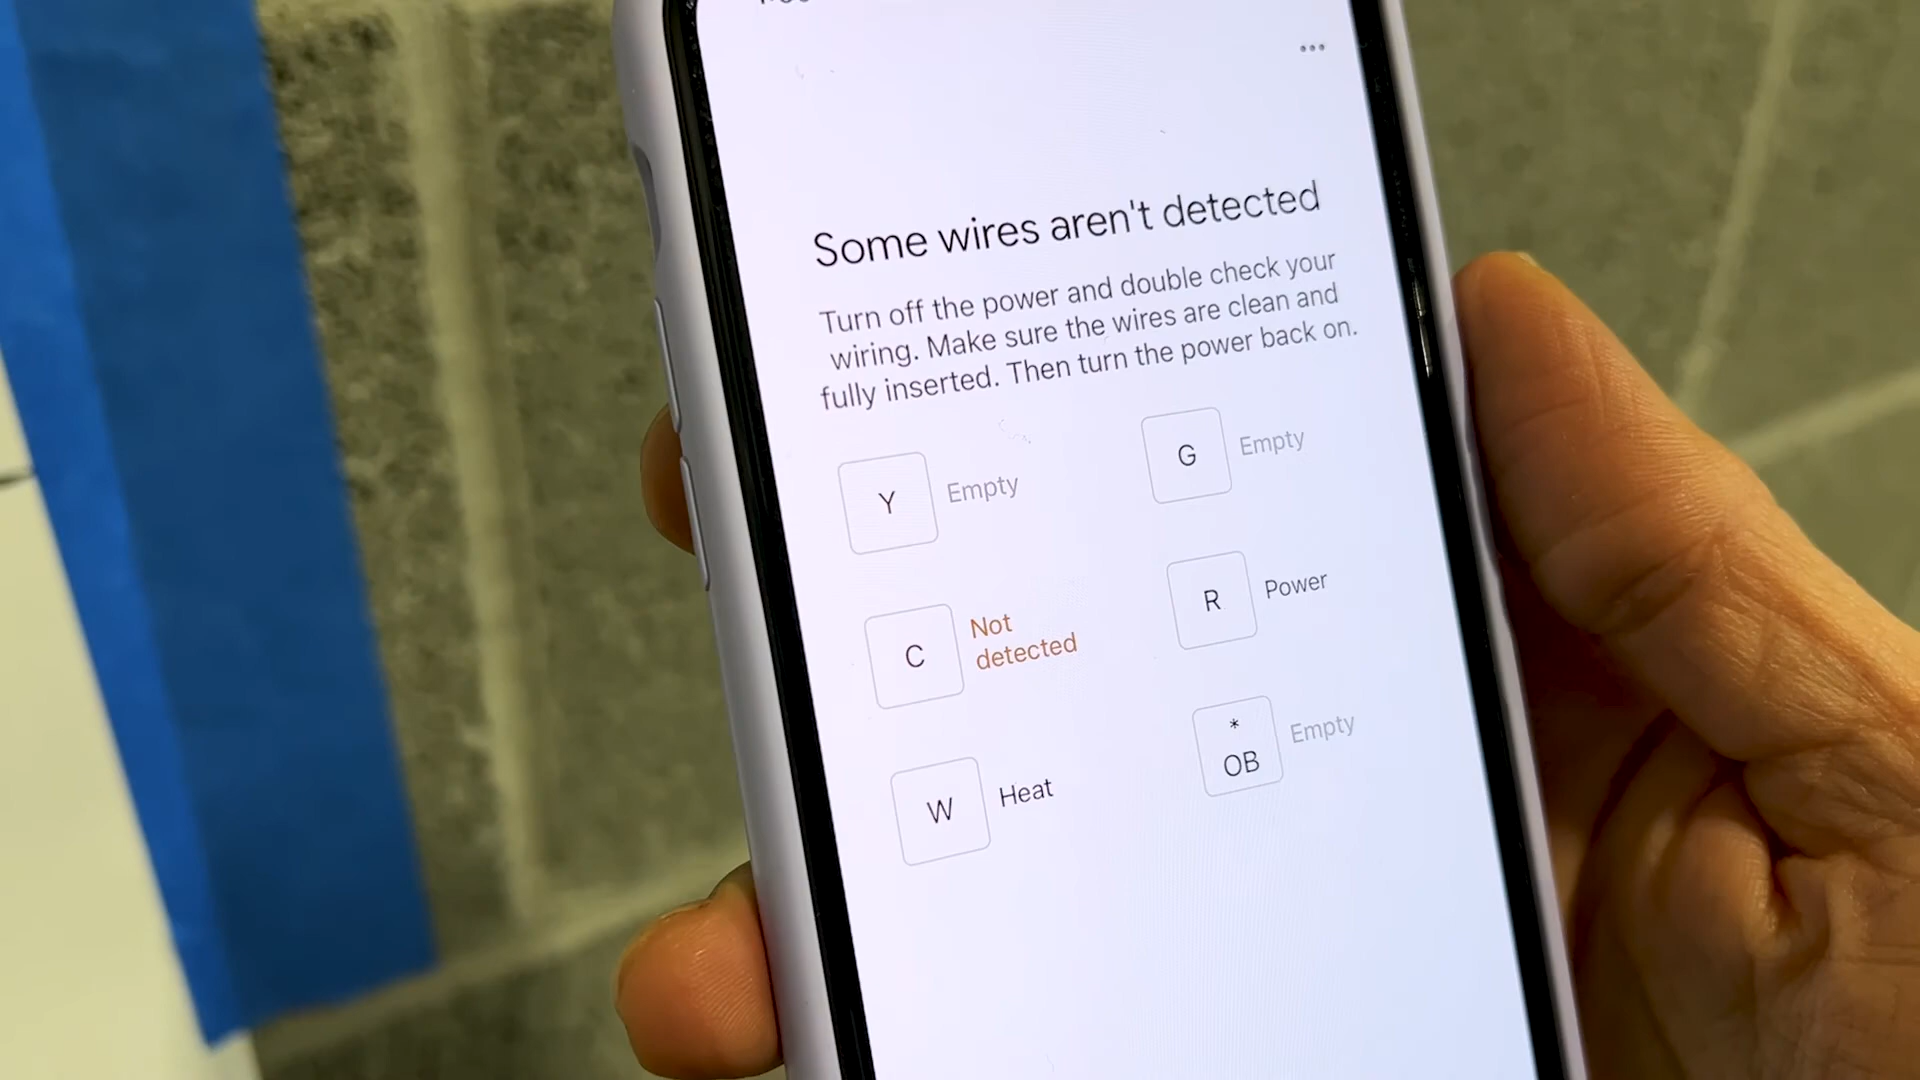 Some wires aren't detected
Turn off the power and double check your
wiring. Make sure the wires are clean and
fully inserted. Then turn the power back on.
Y Empty
G Empty
C Not
detected
R Power
W Heat
*
OB Empty